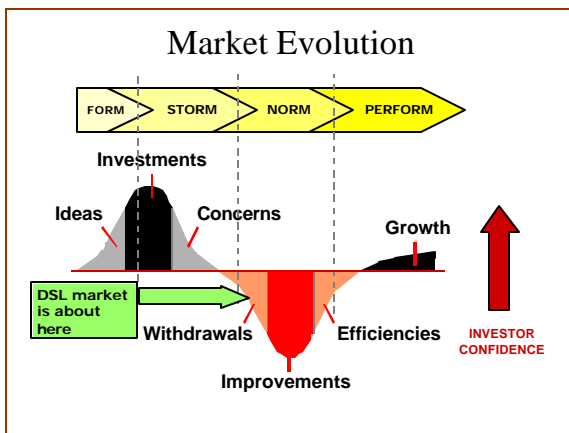 Market Evolution
FORM STORM NORM PERFORM
Investments
Ideas Concerns
Growth
DSL market
is about
here
Withdrawals Efficiencies
Improvements
INVESTOR
CONFIDENCE